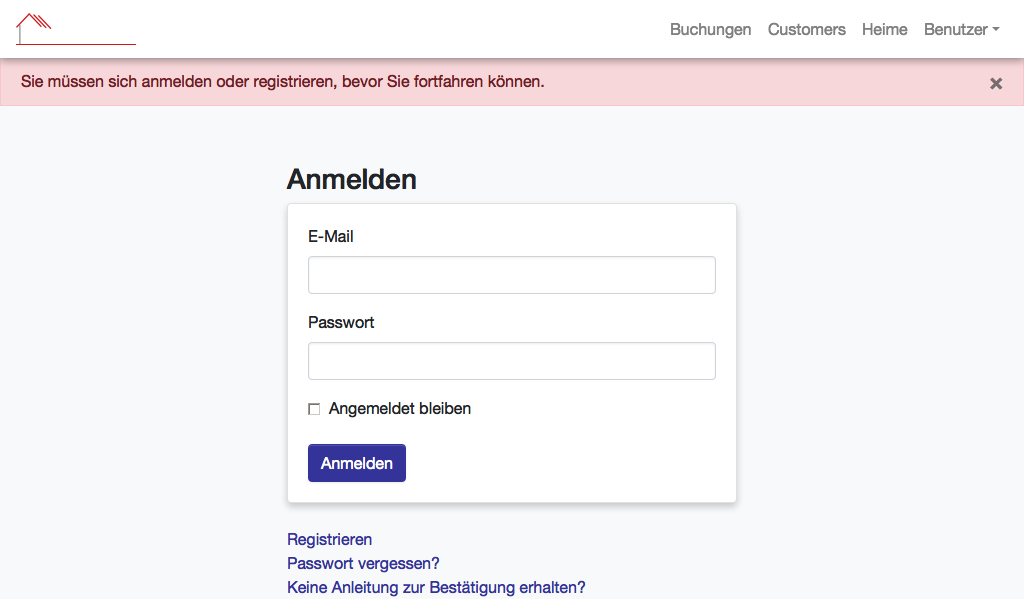 Buchungen Customers Heime Benutzer
Sie müssen sich anmelden oder registrieren, bevor Sie fortfahren können. ×
Anmelden
E-Mail
Passwort
Angemeldet bleiben
Anmelden
Registrieren
Passwort vergessen?
Keine Anleitung zur Bestätigung erhalten?